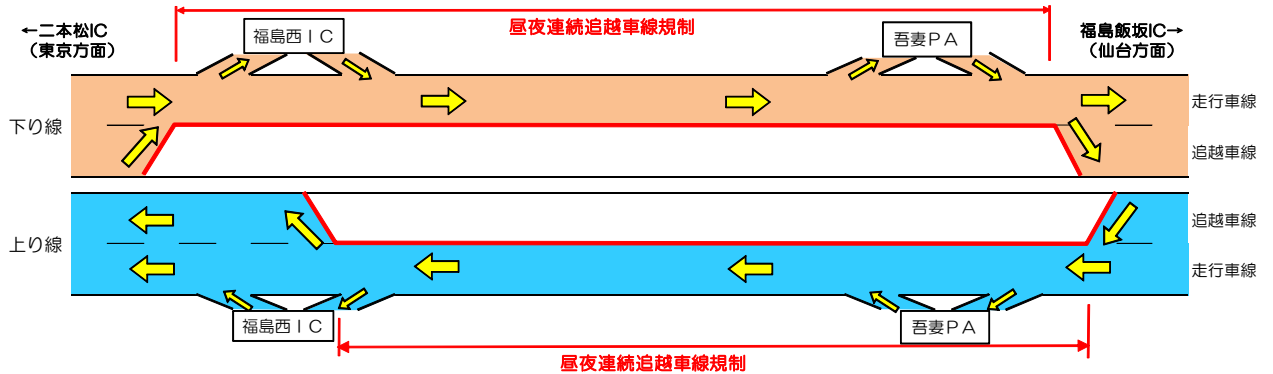 昼夜連続追越車線規制
←二本松IC
(東京方面)
福島西IC
吾妻PA
福島飯坂IC→
(仙台方面)
下り線
走行車線
追越車線
上り線
追越車線
走行車線
福島西IC
吾妻PA
昼夜連続追越車線規制